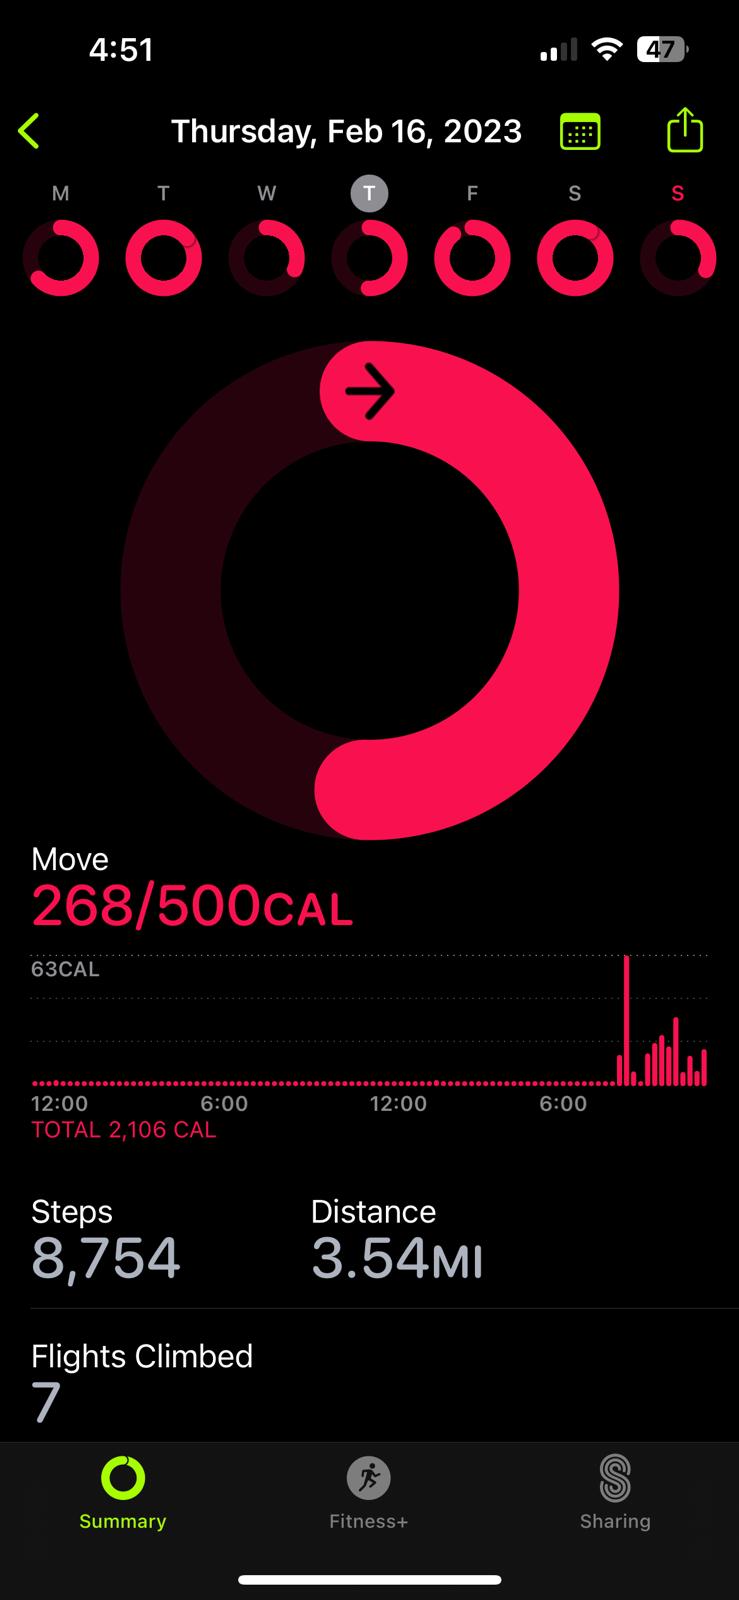 4:51
47
Thursday, Feb 16, 2023
M T W T F S S
Move
268/500CAL
63CAL
12:00 6:00 12:00 6:00
TOTAL 2,106 CAL
Steps Distance
8,754 3.54MI
Flights Climbed
7
Summary Fitness+ Sharing